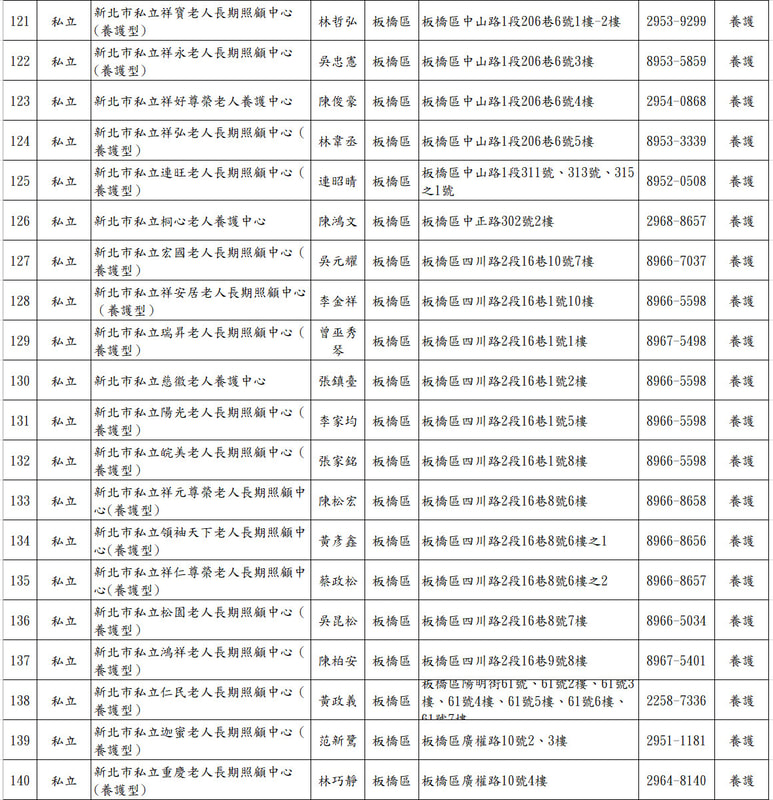 121 私立 新北市私立祥寶老人長期照顧中心 林哲弘 板橋區 板橋區中山路1段206巷6號1樓-2樓 2953-9299 養護
(養護型)
122 私立 新北市私立祥永老人長期照顧中心 吳忠憲 板橋區 板橋區中山路1段206巷6號3樓 8953-5859 養護
(養護型)
123 私立 新北市私立祥好尊榮老人養護中心 陳俊豪 板橋區 板橋區中山路1段206巷6號4樓 2954-0868 養護
124 私立 新北市私立祥弘老人長期照顧中心（ 林韋丞 板橋區 板橋區中山路1段206巷6號5樓 8953-3339 養護
養護型）
125 私立 新北市私立連旺老人長期照顧中心（ 連昭晴 板橋區 板橋區中山路1段311號、313號、315 8952-0508 養護
養護型） 之1號
126 私立 新北市私立桐心老人養護中心 陳鴻文 板橋區 板橋區中正路302號2樓 2968-8657 養護
127 私立 新北市私立宏國老人長期照顧中心（ 吳元耀 板橋區 板橋區四川路2段16巷10號7樓 8966-7037 養護
養護型）
128 私立 新北市私立祥安居老人長期照顧中心 李金祥 板橋區 板橋區四川路2段16巷1號10樓 8966-5598 養護
（養護型）
129 私立 新北市私立瑞昇老人長期照顧中心（ 曾巫秀 板橋區 板橋區四川路2段16巷1號1樓 8967-5498 養護
養護型） 琴
130 私立 新北市私立慈徽老人養護中心 張鎮臺 板橋區 板橋區四川路2段16巷1號2樓 8966-5598 養護
131 私立 新北市私立陽光老人長期照顧中心（ 李家均 板橋區 板橋區四川路2段16巷1號5樓 8966-5598 養護
養護型）
132 私立 新北市私立皖美老人長期照顧中心（ 張家銘 板橋區 板橋區四川路2段16巷1號8樓 8966-5598 養護
養護型）
133 私立 新北市私立祥元尊榮老人長期照顧中 陳松宏 板橋區 板橋區四川路2段16巷8號6樓 8966-8658 養護
心(養護型)
134 私立 新北市私立領袖天下老人長期照顧中 黃彥鑫 板橋區 板橋區四川路2段16巷8號6樓之1 8966-8656 養護
心(養護型)
135 私立 新北市私立祥仁尊榮老人長期照顧中 蔡政松 板橋區 板橋區四川路2段16巷8號6樓之2 8966-8657 養護
心(養護型)
136 私立 新北市私立松園老人長期照顧中心（ 吳昆松 板橋區 板橋區四川路2段16巷8號7樓 8966-5034 養護
養護型）
137 私立 新北市私立鴻祥老人長期照顧中心（ 陳柏安 板橋區 板橋區四川路2段16巷9號8樓 8967-5401 養護
養護型）
138 私立 新北市私立仁民老人長期照顧中心 黃政義 板橋區 板橋區陽明街61號、61號2樓、61號3 2258-7336 養護
(養護型) 樓、61號4樓、61號5樓、61號6樓、
61號7樓
139 私立 新北市私立迦蜜老人長期照顧中心 范新鸞 板橋區 板橋區廣權路10號2、3樓 2951-1181 養護
(養護型)
140 私立 新北市私立重慶老人長期照顧中心 林巧靜 板橋區 板橋區廣權路10號4樓 2964-8140 養護
(養護型)